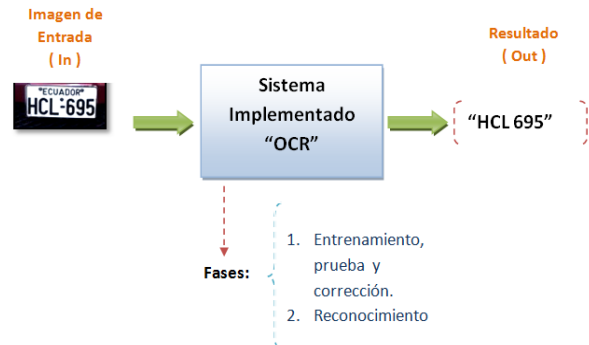 Imagen de
Entrada
( In )
"ECUADOR"
HCL-695
Sistema
Implementado
“OCR”
Resultado
( Out )
“HCL 695”
Fases:
1. Entrenamiento,
prueba y
corrección.
2. Reconocimiento